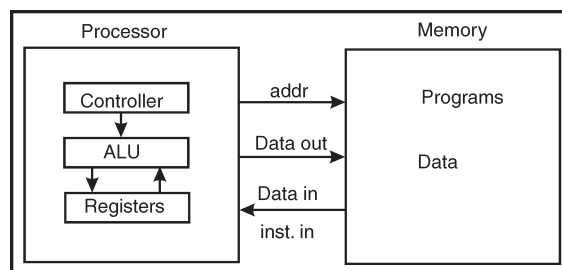 Processor
Memory
Controller
ALU
Registers
addr
Data out
Data in
inst. in
Programs
Data